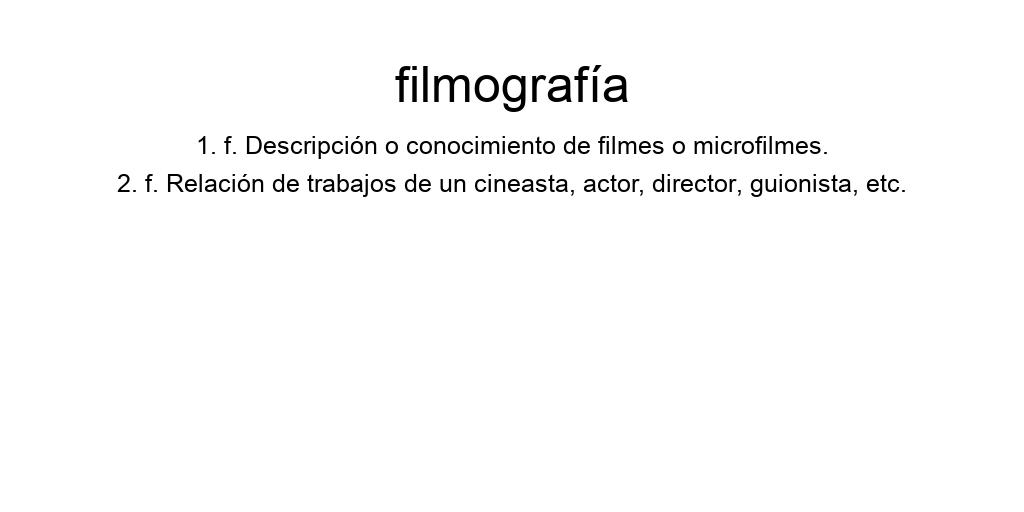 filmografía
1. f. Descripción o conocimiento de filmes o microfilmes.
2. f. Relación de trabajos de un cineasta, actor, director, guionista, etc.